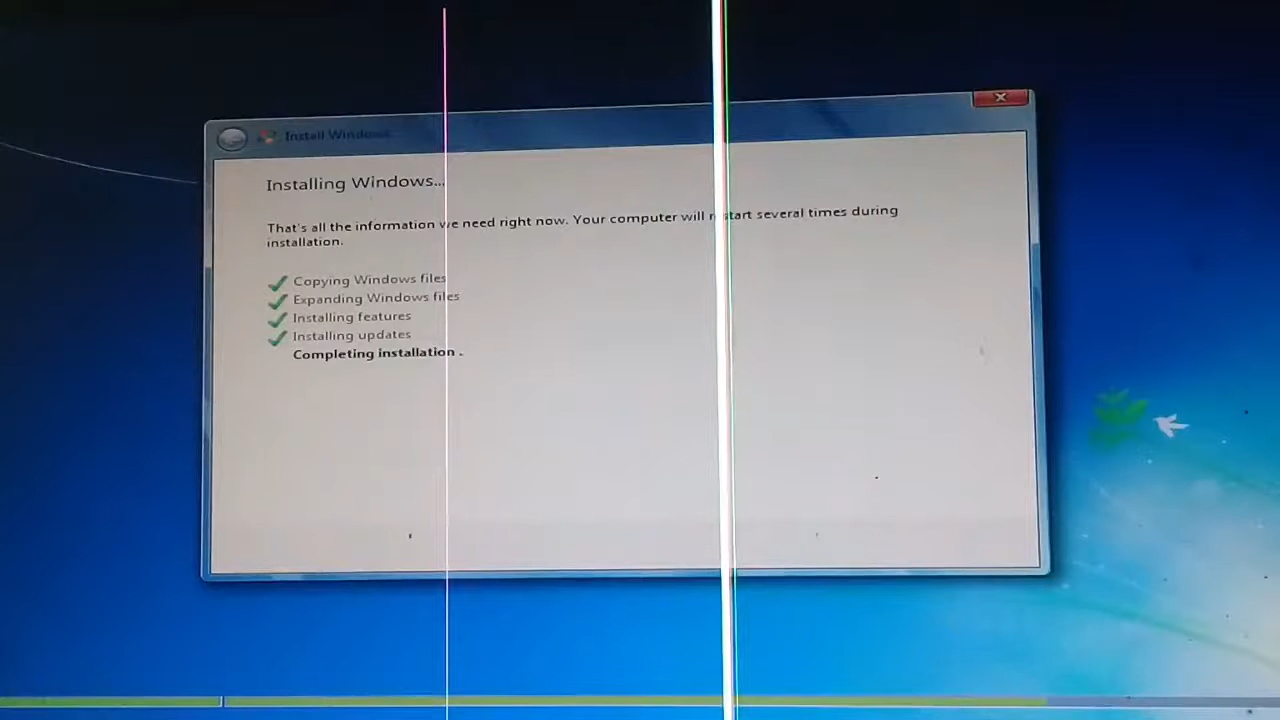 Install Windows
Installing Windows...
That's all the information we need right now. Your computer will restart several times during
installation.
Copying Windows files
Expanding Windows files
Installing features
Installing updates
Completing installation .